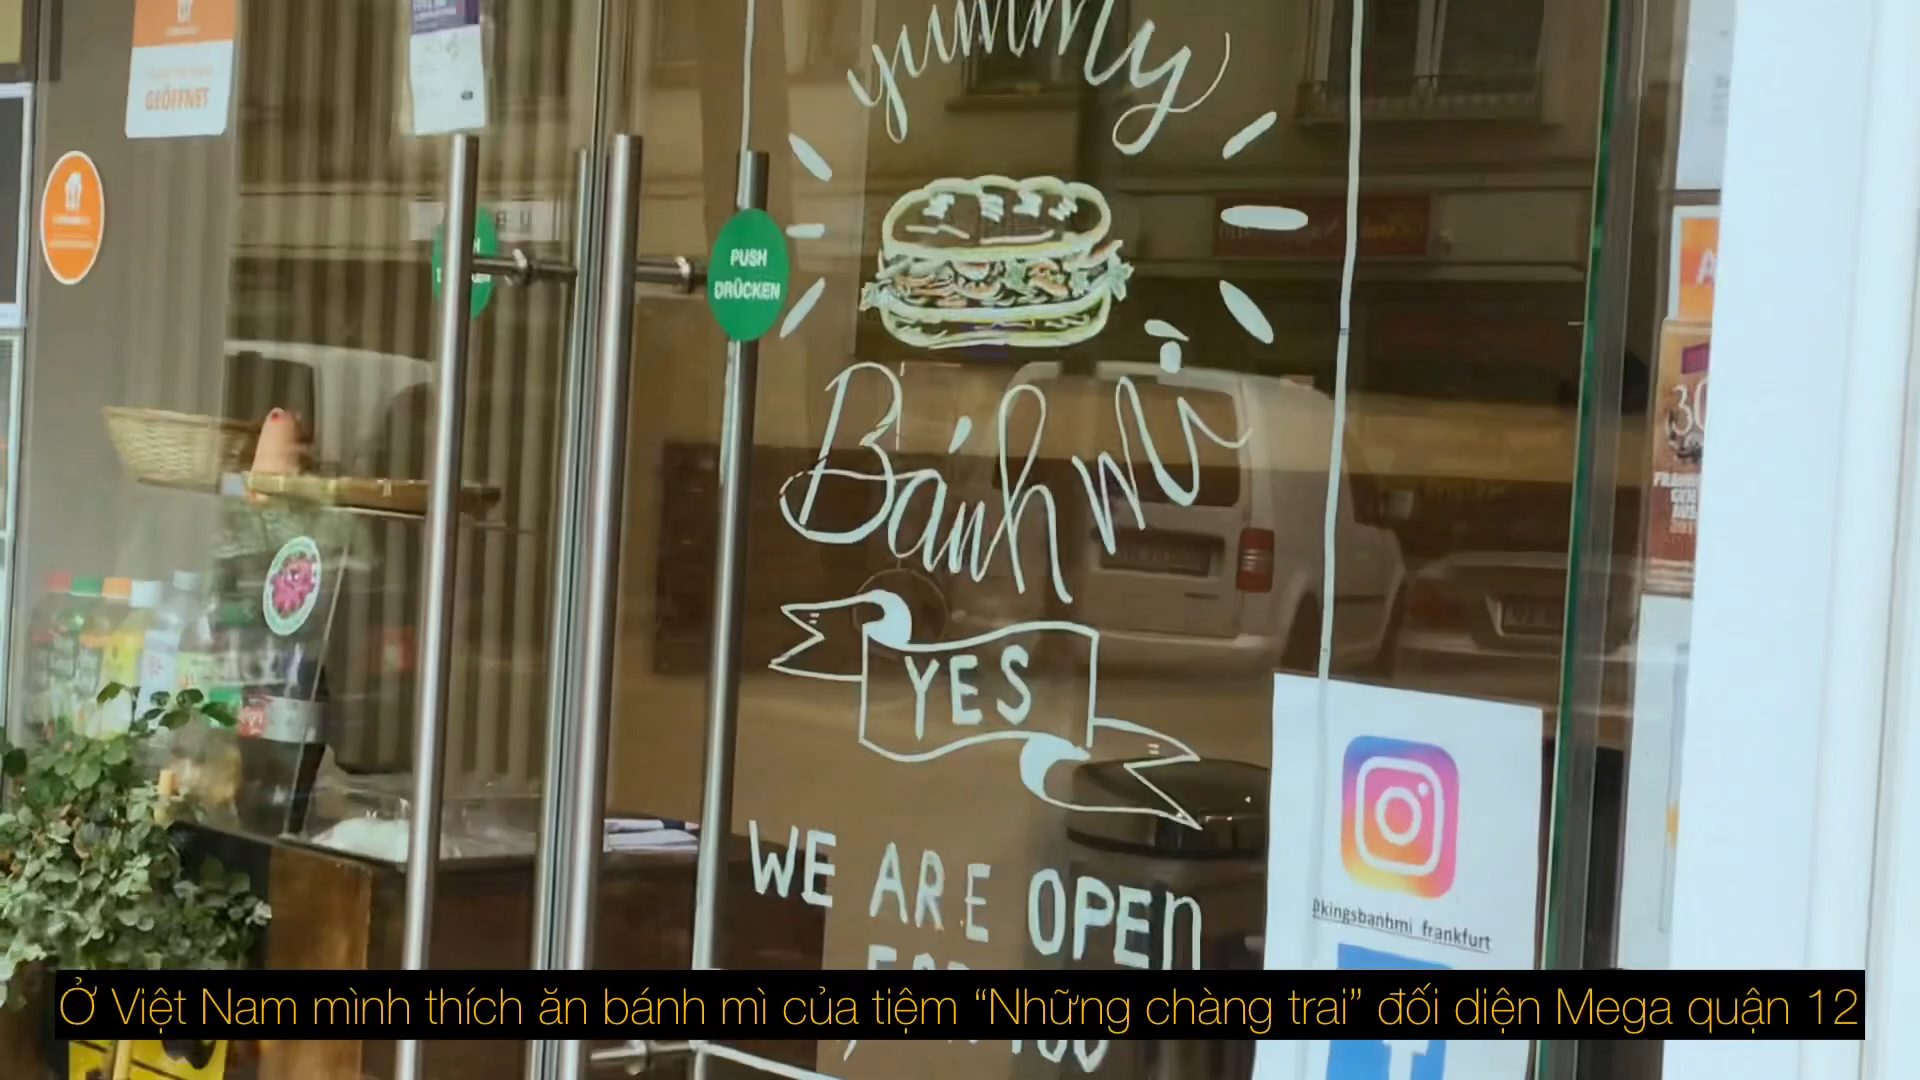 yummy
GEÖFFNET
PUSH
DRÜCKEN
Bánh mì
YES
WE ARE OPEN
@kingsbanhmi_frankfurt
Ở Việt Nam mình thích ăn bánh mì của tiệm “Những chàng trai” đối diện Mega quận 12